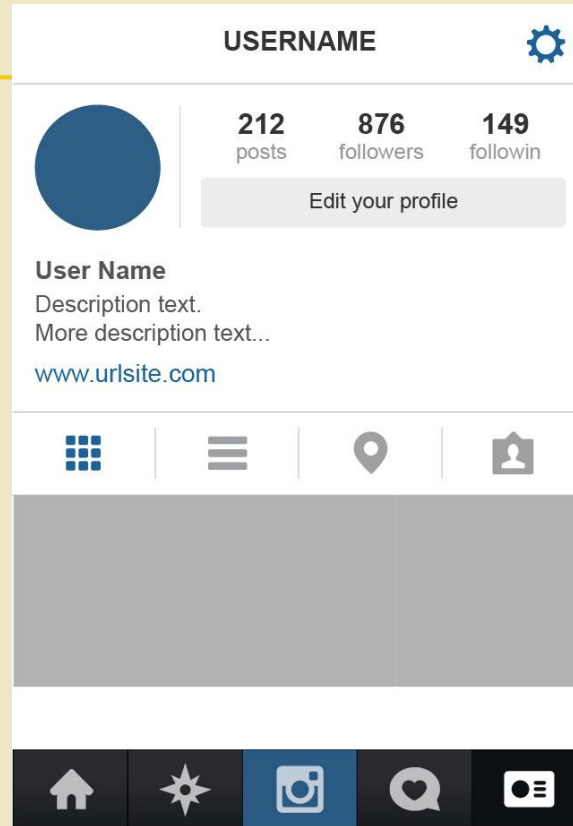 USERNAME
212 876 149
posts followers followin
Edit your profile
User Name
Description text.
More description text...
www.urlsite.com